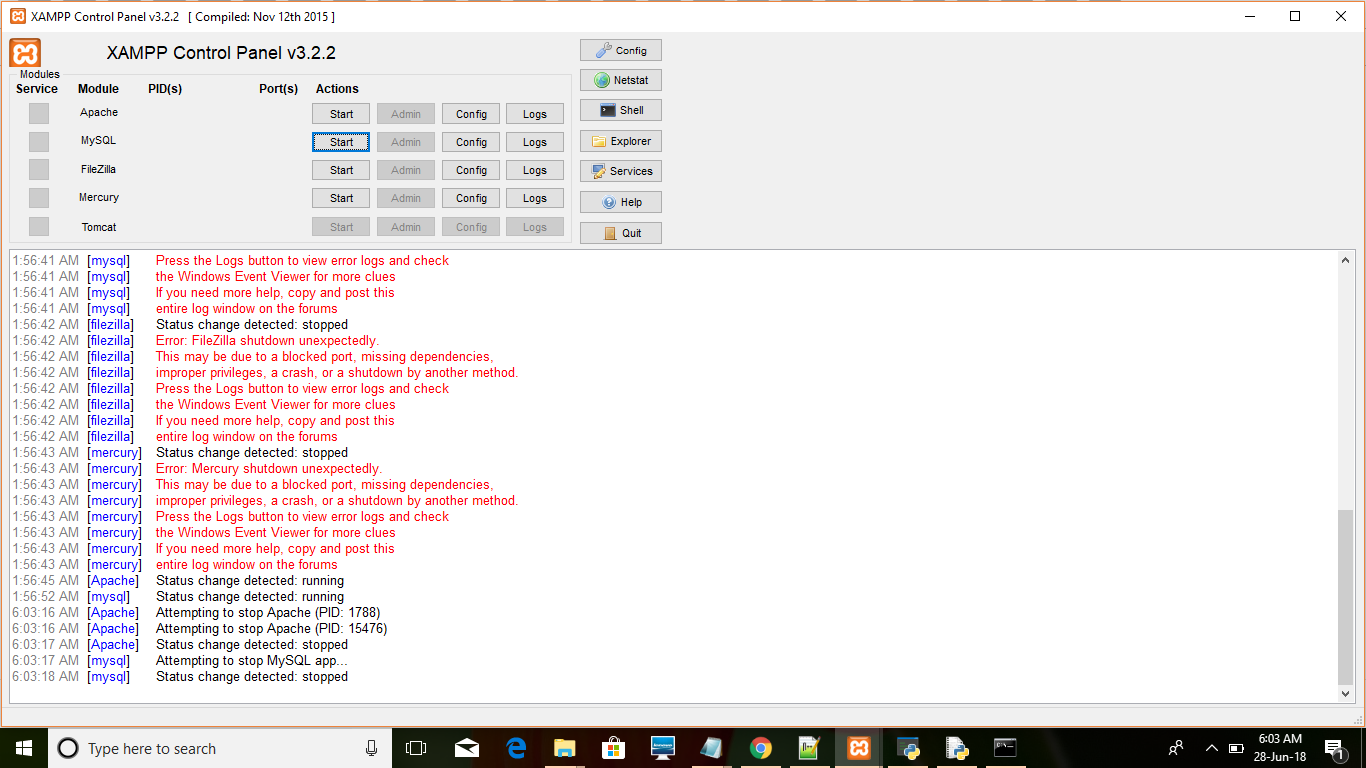 XAMPP Control Panel v3.2.2 [ Compiled: Nov 12th 2015 ]
XAMPP Control Panel v3.2.2
Modules
Service Module PID(s) Port(s) Actions
Apache Start Admin Config Logs
MySQL Start Admin Config Logs
FileZilla Start Admin Config Logs
Mercury Start Admin Config Logs
Tomcat Start Admin Config Logs
Config
Netstat
Shell
Explorer
Services
Help
Quit
1:56:41 AM [mysql] Press the Logs button to view error logs and check
1:56:41 AM [mysql] the Windows Event Viewer for more clues
1:56:41 AM [mysql] If you need more help, copy and post this
1:56:41 AM [mysql] entire log window on the forums
1:56:42 AM [filezilla] Status change detected: stopped
1:56:42 AM [filezilla] Error: FileZilla shutdown unexpectedly.
1:56:42 AM [filezilla] This may be due to a blocked port, missing dependencies,
1:56:42 AM [filezilla] improper privileges, a crash, or a shutdown by another method.
1:56:42 AM [filezilla] Press the Logs button to view error logs and check
1:56:42 AM [filezilla] the Windows Event Viewer for more clues
1:56:42 AM [filezilla] If you need more help, copy and post this
1:56:42 AM [filezilla] entire log window on the forums
1:56:43 AM [mercury] Status change detected: stopped
1:56:43 AM [mercury] Error: Mercury shutdown unexpectedly.
1:56:43 AM [mercury] This may be due to a blocked port, missing dependencies,
1:56:43 AM [mercury] improper privileges, a crash, or a shutdown by another method.
1:56:43 AM [mercury] Press the Logs button to view error logs and check
1:56:43 AM [mercury] the Windows Event Viewer for more clues
1:56:43 AM [mercury] If you need more help, copy and post this
1:56:43 AM [mercury] entire log window on the forums
1:56:45 AM [Apache] Status change detected: running
1:56:52 AM [mysql] Status change detected: running
6:03:16 AM [Apache] Attempting to stop Apache (PID: 1788)
6:03:16 AM [Apache] Attempting to stop Apache (PID: 15476)
6:03:17 AM [Apache] Status change detected: stopped
6:03:17 AM [mysql] Attempting to stop MySQL app...
6:03:18 AM [mysql] Status change detected: stopped
Type here to search
6:03 AM
28-Jun-18
1